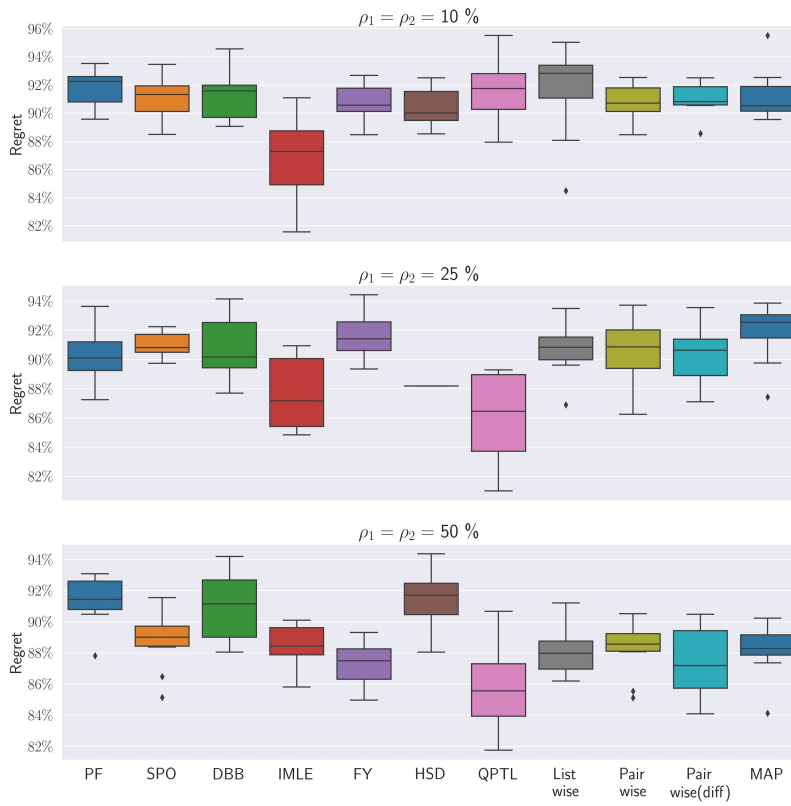 ρ₁ = ρ₂ = 10 %
96%
94%
92%
90%
88%
86%
84%
82%
Regret
ρ₁ = ρ₂ = 25 %
94%
92%
90%
88%
86%
84%
82%
Regret
ρ₁ = ρ₂ = 50 %
94%
92%
90%
88%
86%
84%
82%
Regret
PF SPO DBB IMLE FY HSD QPTL List Pair Pair MAP
wise wise wise(diff)